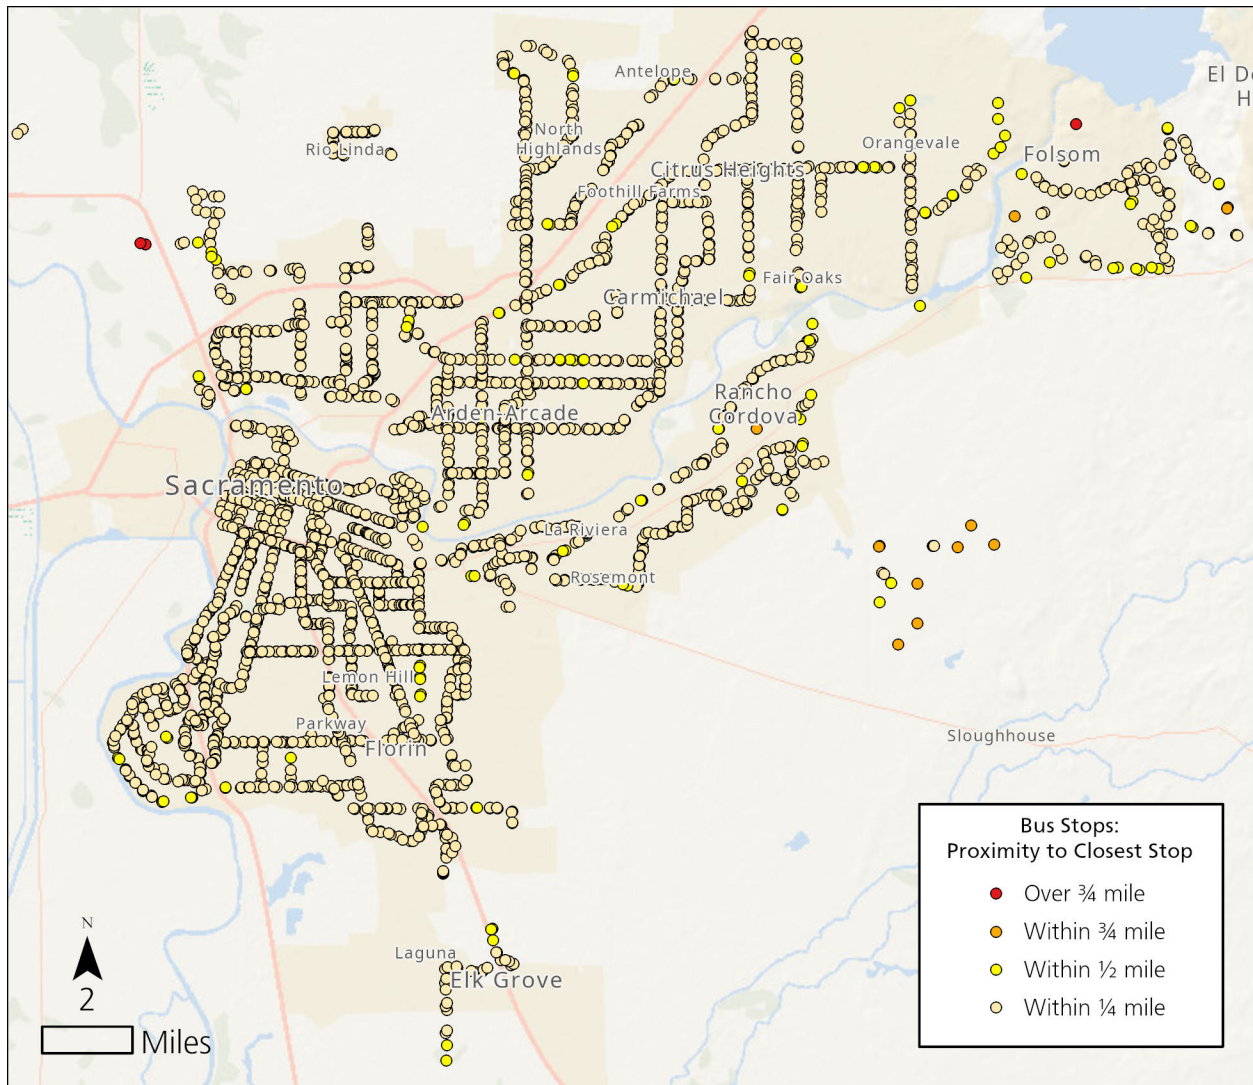 Antelope
El Do
H
North
Highlands
Rio Linda
Orangevale
Folsom
Citrus Heights
Foothill Farms
Fair Oaks
Carmichael
Rancho
Cordova
Arden-Arcade
Sacramento
La Riviera
Rosemont
Lemon Hill
Parkway
Florin
Sloughhouse
Laguna
Elk Grove
Bus Stops:
Proximity to Closest Stop
Over ¾ mile
Within ¾ mile
Within ½ mile
Within ¼ mile
N
2
Miles